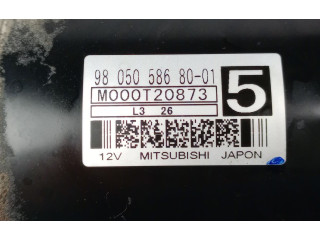 98 050 586 80-01
M000T20873
5
L3 26
12V MITSUBISHI JAPON